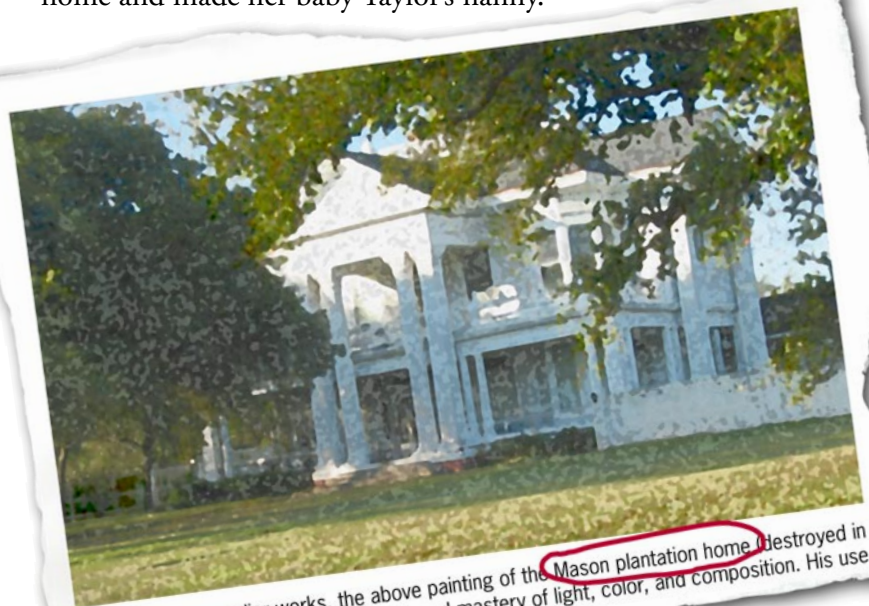 home and made her baby Taylor's nanny.
works, the above painting of the Mason plantation home (destroyed in
mastery of light, color, and composition. His use